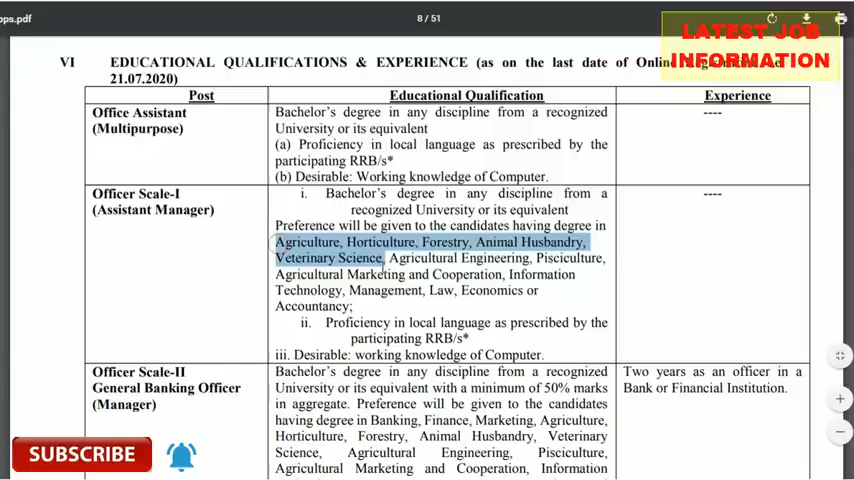 ops.pdf
8 / 51
LATEST JOB
INFORMATION
VI EDUCATIONAL QUALIFICATIONS & EXPERIENCE (as on the last date of Online
21.07.2020)
Post Educational Qualification Experience
Office Assistant
(Multipurpose)
Bachelor's degree in any discipline from a recognized
University or its equivalent
(a) Proficiency in local language as prescribed by the
participating RRB/s*
(b) Desirable: Working knowledge of Computer.
----
Officer Scale-I
(Assistant Manager)
i. Bachelor's degree in any discipline from a
recognized University or its equivalent
Preference will be given to the candidates having degree in
Agriculture, Horticulture, Forestry, Animal Husbandry,
Veterinary Science, Agricultural Engineering, Pisciculture,
Agricultural Marketing and Cooperation, Information
Technology, Management, Law, Economics or
Accountancy;
ii. Proficiency in local language as prescribed by the
participating RRB/s*
iii. Desirable: working knowledge of Computer.
----
Officer Scale-II
General Banking Officer
(Manager)
Bachelor's degree in any discipline from a recognized
University or its equivalent with a minimum of 50% marks
in aggregate. Preference will be given to the candidates
having degree in Banking, Finance, Marketing, Agriculture,
Horticulture, Forestry, Animal Husbandry, Veterinary
Science, Agricultural Engineering, Pisciculture,
Agricultural Marketing and Cooperation, Information
Two years as an officer in a
Bank or Financial Institution.
SUBSCRIBE